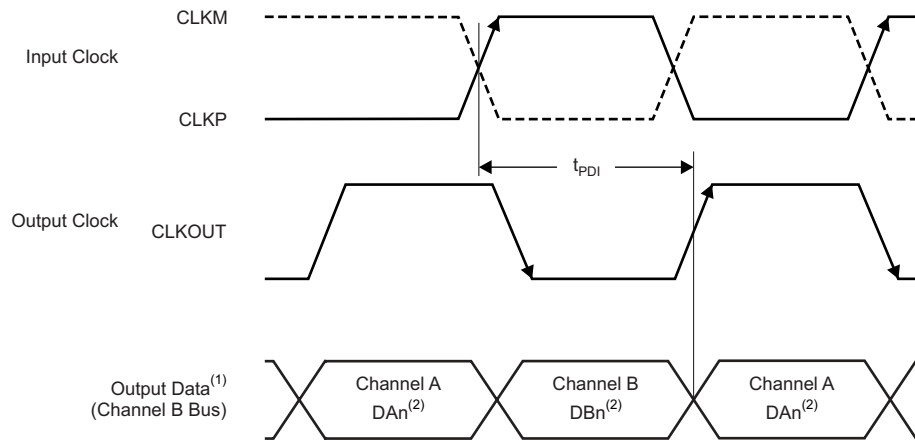 CLKM
Input Clock
CLKP
tPDI
Output Clock
CLKOUT
Output Data(1)
(Channel B Bus)
Channel A
DAn(2)
Channel B
DBn(2)
Channel A
DAn(2)